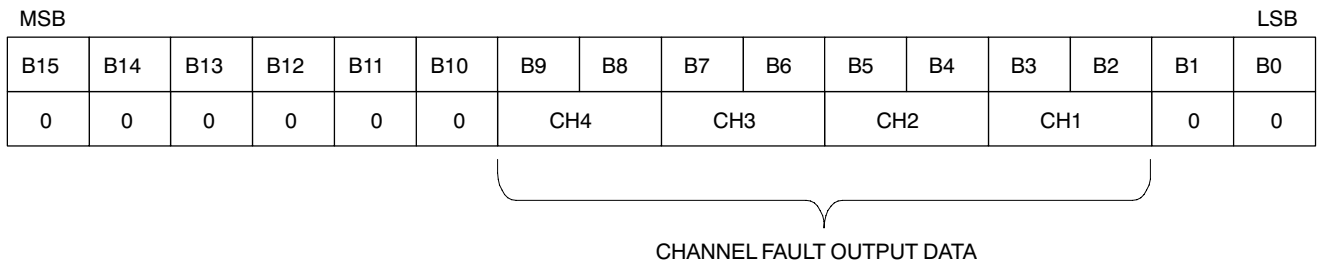 MSB LSB
B15 B14 B13 B12 B11 B10 B9 B8 B7 B6 B5 B4 B3 B2 B1 B0
0 0 0 0 0 0 CH4 CH3 CH2 CH1 0 0
CHANNEL FAULT OUTPUT DATA